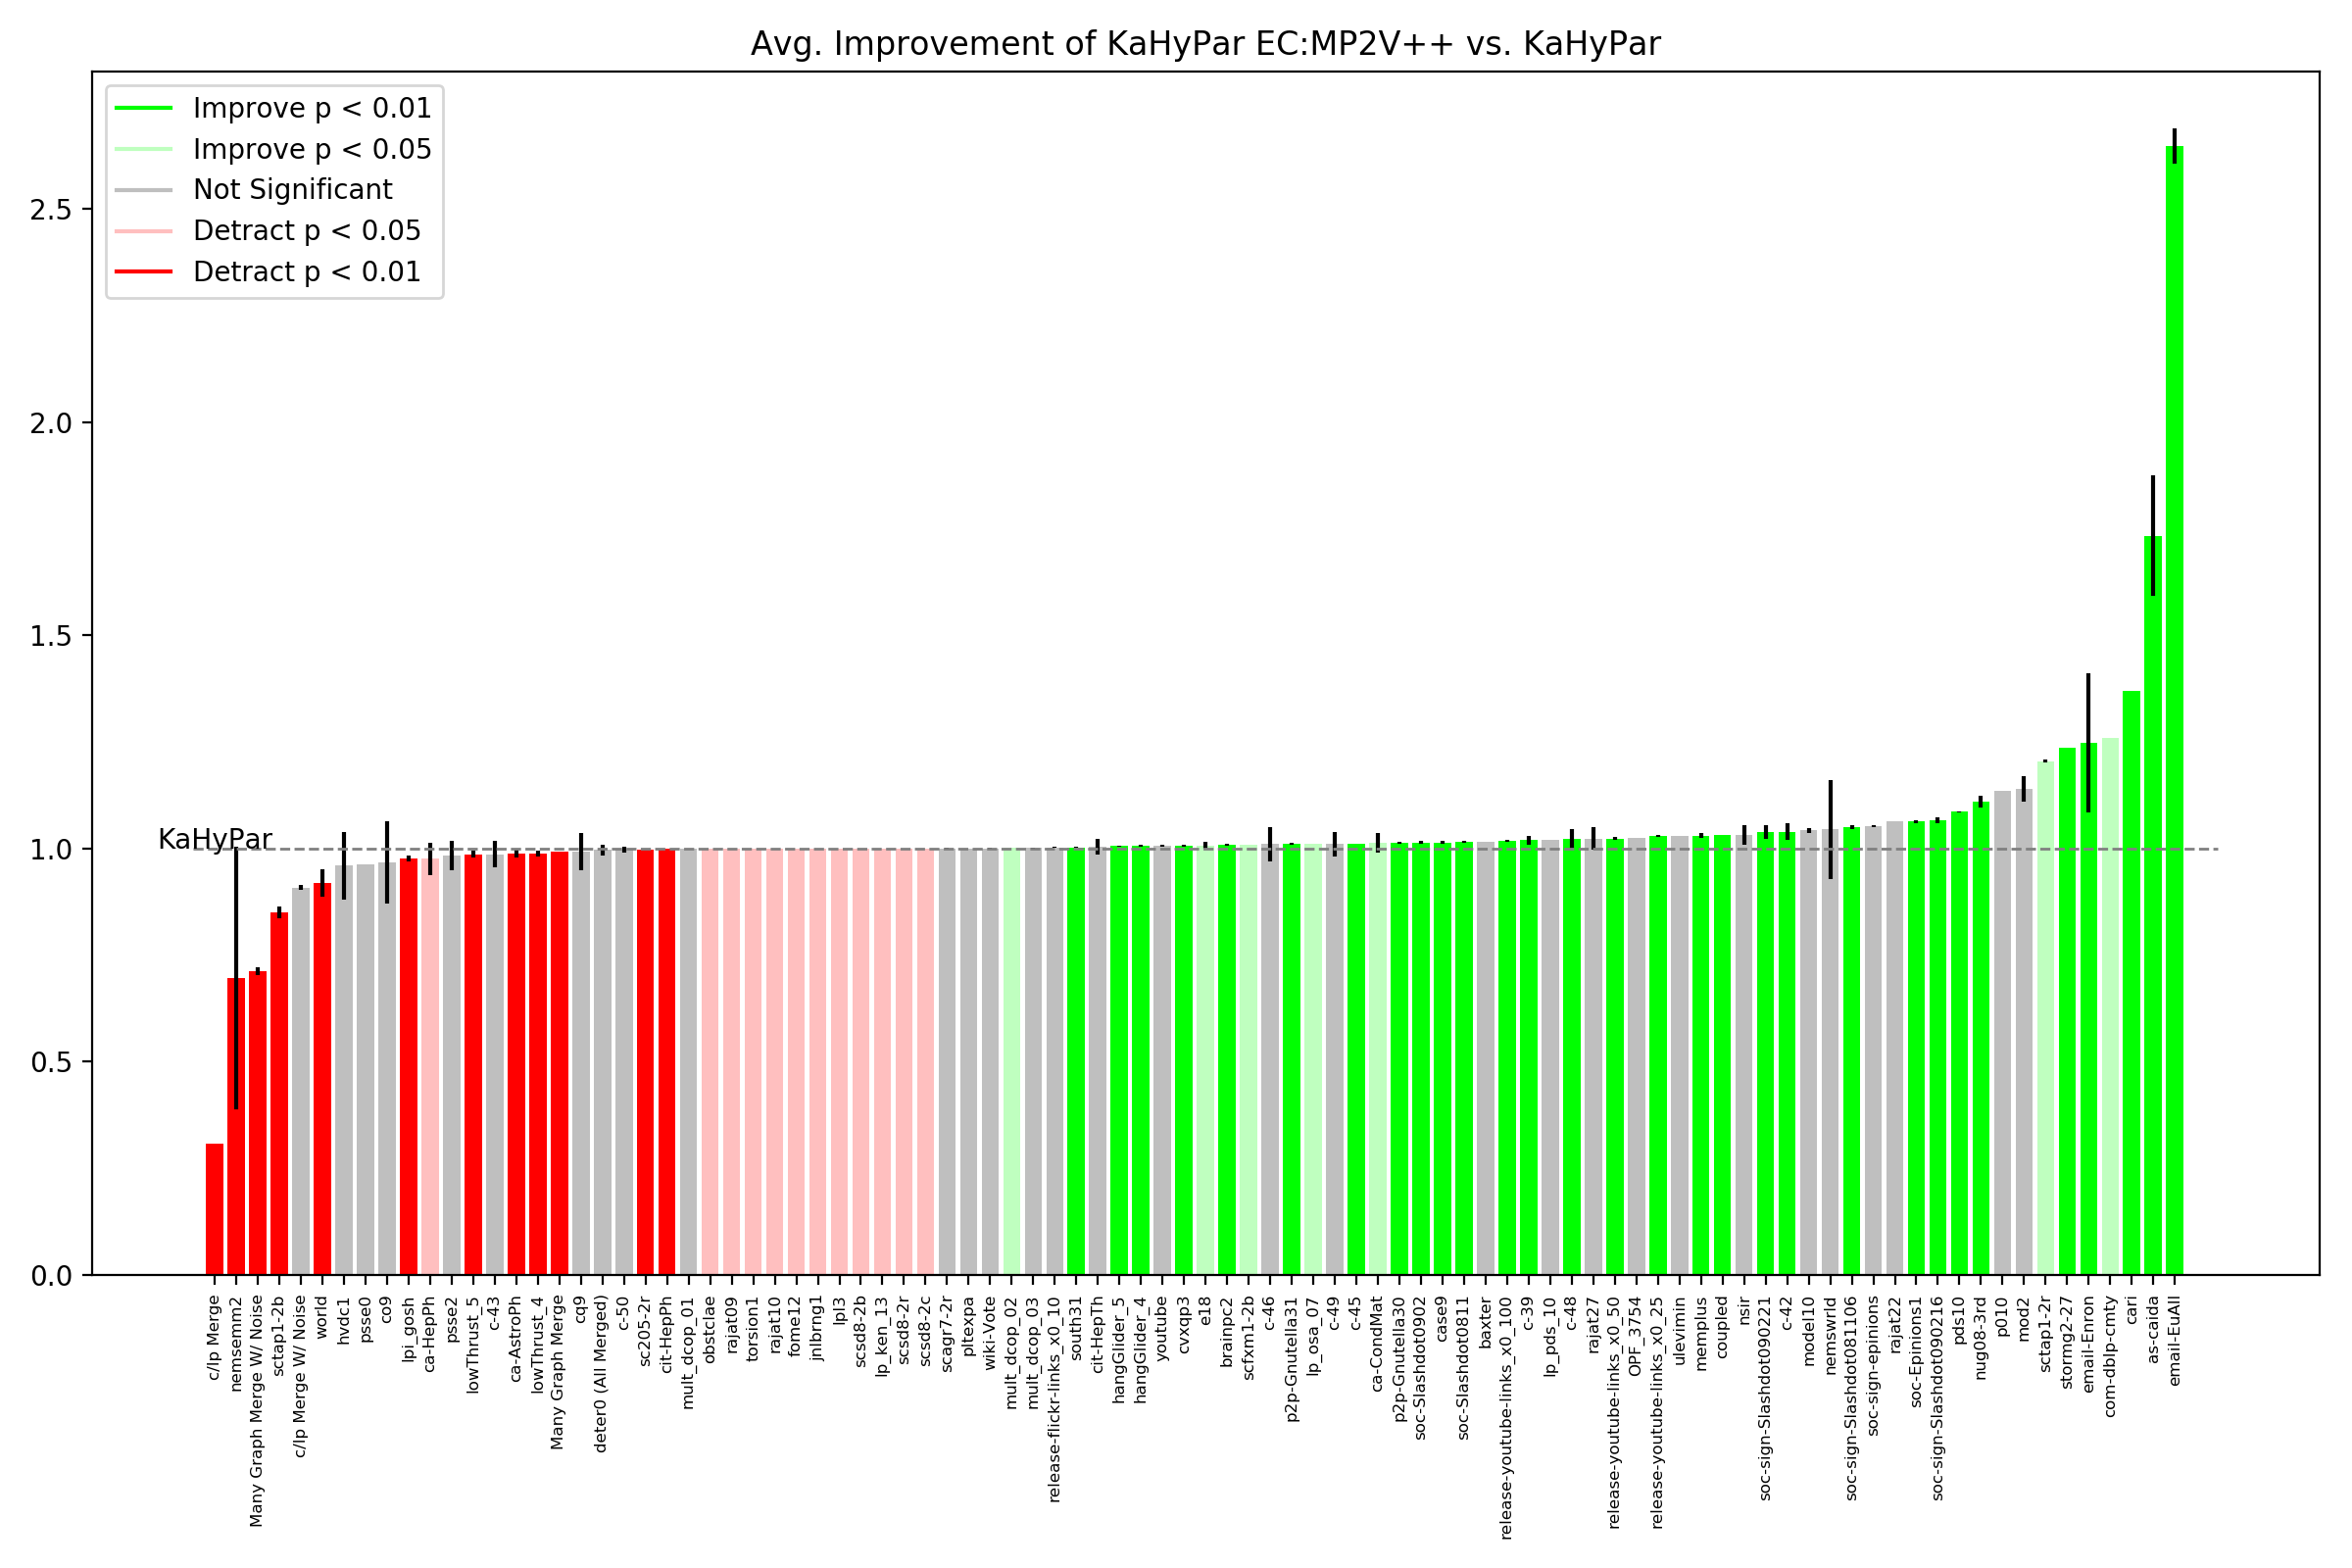 Avg. Improvement of KaHyPar EC:MP2V++ vs. KaHyPar
Improve p < 0.01
Improve p < 0.05
Not Significant
Detract p < 0.05
Detract p < 0.01
2.5
2.0
1.5
1.0
0.5
0.0
KaHyPar
c/lp Merge
nemsemm2
Many Graph Merge W/ Noise
sctap1-2b
c/lp Merge W/ Noise
world
hvdc1
psse0
co9
lpi_gosh
ca-HepPh
psse2
lowThrust_5
c-43
ca-AstroPh
lowThrust_4
Many Graph Merge
cq9
deter0 (All Merged)
c-50
sc205-2r
cit-HepPh
mult_dcop_01
obstclae
rajat09
torsion1
rajat10
fome12
jnlbrng1
lpl3
scsd8-2b
lp_ken_13
scsd8-2r
scsd8-2c
scagr7-2r
pltexpa
wiki-Vote
mult_dcop_02
mult_dcop_03
release-flickr-links_x0_10
south31
cit-HepTh
hangGlider_5
hangGlider_4
youtube
cvxqp3
e18
brainpc2
scfxm1-2b
c-46
p2p-Gnutella31
lp_osa_07
c-49
c-45
ca-CondMat
p2p-Gnutella30
soc-Slashdot0902
case9
soc-Slashdot0811
baxter
release-youtube-links_x0_100
c-39
lp_pds_10
c-48
rajat27
release-youtube-links_x0_50
OPF_3754
release-youtube-links_x0_25
ulevimin
memplus
coupled
nsir
soc-sign-Slashdot090221
c-42
model10
nemswrld
soc-sign-Slashdot081106
soc-sign-epinions
rajat22
soc-Epinions1
soc-sign-Slashdot090216
pds10
nug08-3rd
p010
mod2
sctap1-2r
stormg2-27
email-Enron
com-dblp-cmty
cari
as-caida
email-EuAll